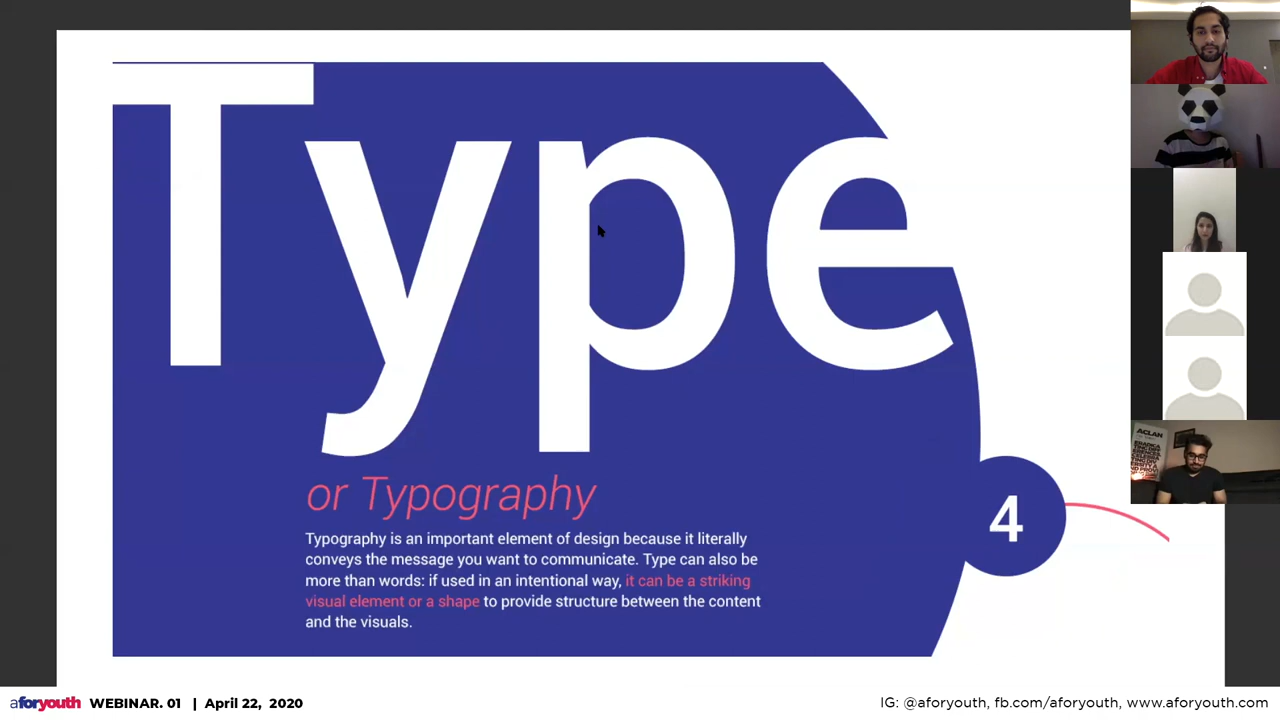 Type
or Typography
Typography is an important element of design because it literally
conveys the message you want to communicate. Type can also be
more than words: if used in an intentional way, it can be a striking
visual element or a shape to provide structure between the content
and the visuals.
4
ACLAN
aforyouth WEBINAR. 01 | April 22, 2020
IG: @aforyouth, fb.com/aforyouth, www.aforyouth.com